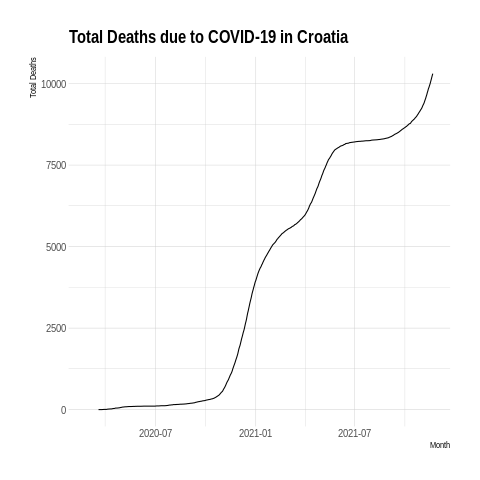 Total Deaths due to COVID-19 in Croatia
Total Deaths
10000
7500
5000
2500
0
2020-07 2021-01 2021-07
Month